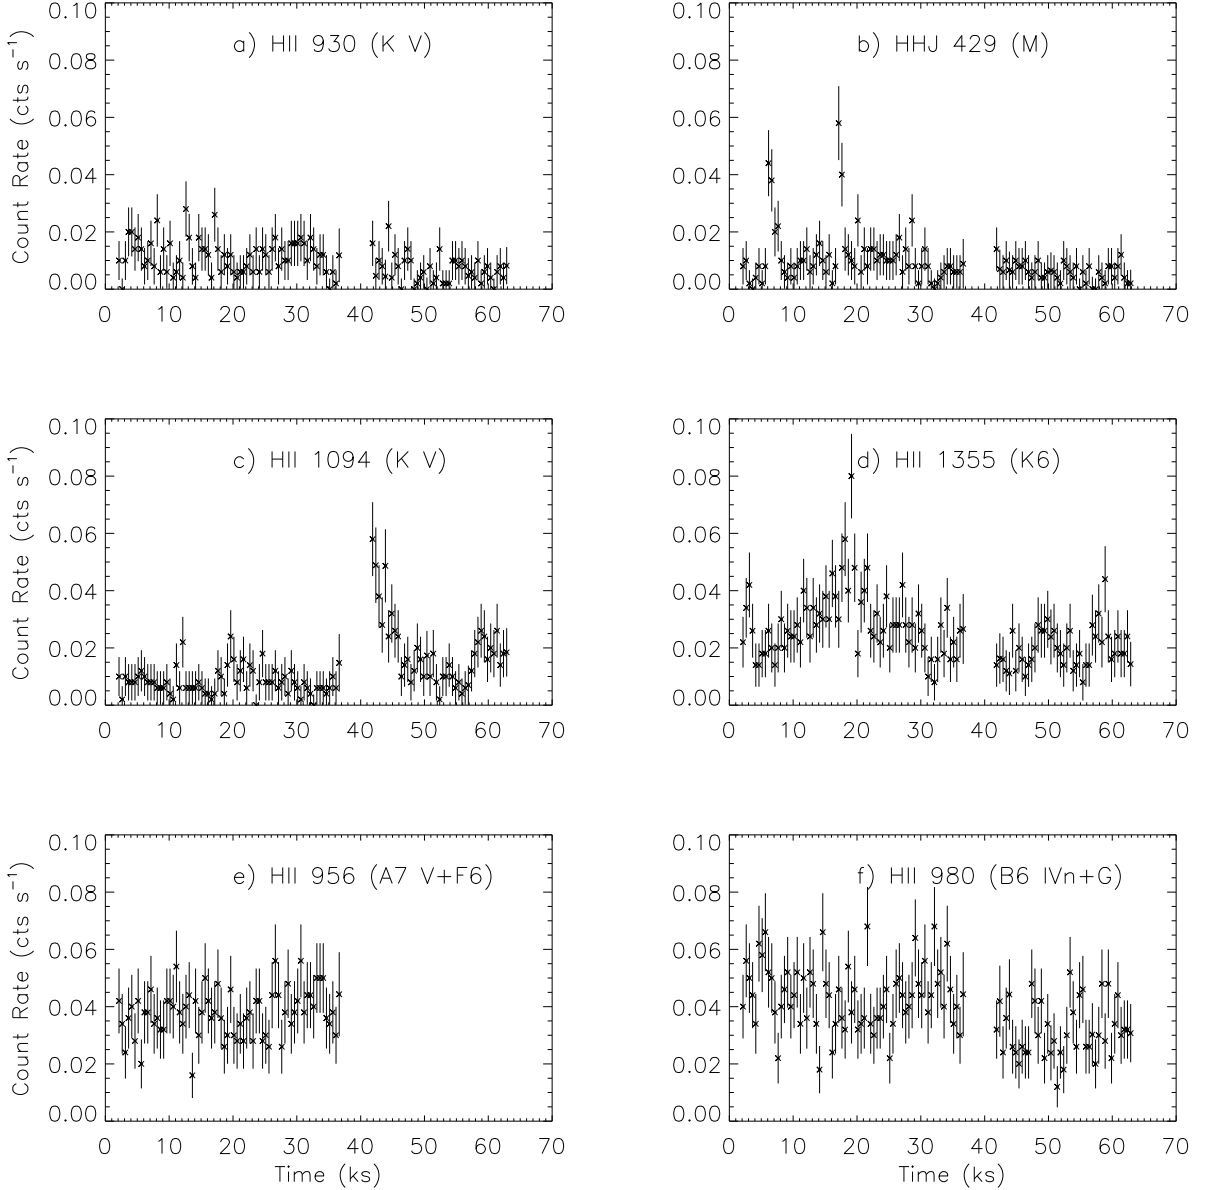 a) HII 930 (K V)
Count Rate (cts s⁻¹)
0.10
0.08
0.06
0.04
0.02
0.00
0 10 20 30 40 50 60 70
b) HHJ 429 (M)
0.10
0.08
0.06
0.04
0.02
0.00
0 10 20 30 40 50 60 70
c) HII 1094 (K V)
Count Rate (cts s⁻¹)
0.10
0.08
0.06
0.04
0.02
0.00
0 10 20 30 40 50 60 70
d) HII 1355 (K6)
0.10
0.08
0.06
0.04
0.02
0.00
0 10 20 30 40 50 60 70
e) HII 956 (A7 V+F6)
Count Rate (cts s⁻¹)
0.10
0.08
0.06
0.04
0.02
0.00
0 10 20 30 40 50 60 70
Time (ks)
f) HII 980 (B6 IVn+G)
0.10
0.08
0.06
0.04
0.02
0.00
0 10 20 30 40 50 60 70
Time (ks)